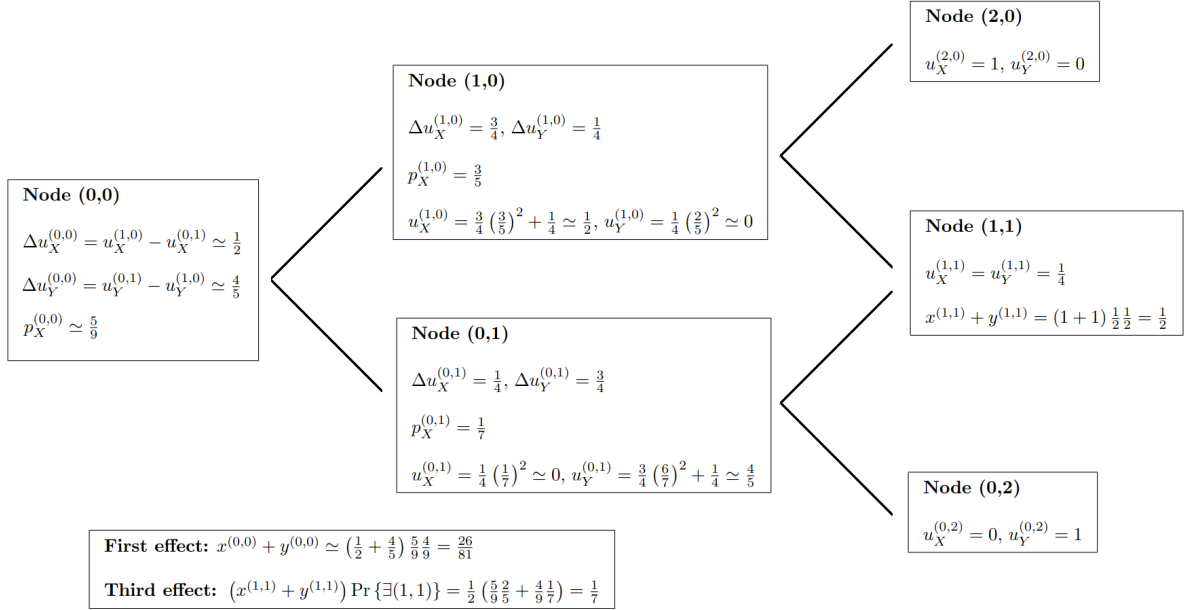 Node (0,0)
Δu_X^{(0,0)} = u_X^{(1,0)} − u_X^{(0,1)} ≃ 1/2
Δu_Y^{(0,0)} = u_Y^{(0,1)} − u_Y^{(1,0)} ≃ 4/5
p_X^{(0,0)} ≃ 5/9
Node (1,0)
Δu_X^{(1,0)} = 3/4, Δu_Y^{(1,0)} = 1/4
p_X^{(1,0)} = 3/5
u_X^{(1,0)} = 3/4 (3/5)^2 + 1/4 ≃ 1/2, u_Y^{(1,0)} = 1/4 (2/5)^2 ≃ 0
Node (0,1)
Δu_X^{(0,1)} = 1/4, Δu_Y^{(0,1)} = 3/4
p_X^{(0,1)} = 1/7
u_X^{(0,1)} = 1/4 (1/7)^2 ≃ 0, u_Y^{(0,1)} = 3/4 (6/7)^2 + 1/4 ≃ 4/5
Node (2,0)
u_X^{(2,0)} = 1, u_Y^{(2,0)} = 0
Node (1,1)
u_X^{(1,1)} = u_Y^{(1,1)} = 1/4
x^{(1,1)} + y^{(1,1)} = (1 + 1) 1/2 1/2 = 1/2
Node (0,2)
u_X^{(0,2)} = 0, u_Y^{(0,2)} = 1
First effect: x^{(0,0)} + y^{(0,0)} ≃ (1/2 + 4/5) 5/9 4/9 = 26/81
Third effect: (x^{(1,1)} + y^{(1,1)}) Pr {∃(1,1)} = 1/2 (5/9 2/5 + 4/9 1/7) = 1/7